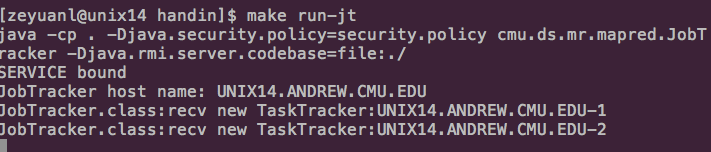 [zeyuanl@unix14 handin]$ make run-jt
java -cp . -Djava.security.policy=security.policy cmu.ds.mr.mapred.JobT
racker -Djava.rmi.server.codebase=file:./
SERVICE bound
JobTracker host name: UNIX14.ANDREW.CMU.EDU
JobTracker.class:recv new TaskTracker:UNIX14.ANDREW.CMU.EDU-1
JobTracker.class:recv new TaskTracker:UNIX14.ANDREW.CMU.EDU-2